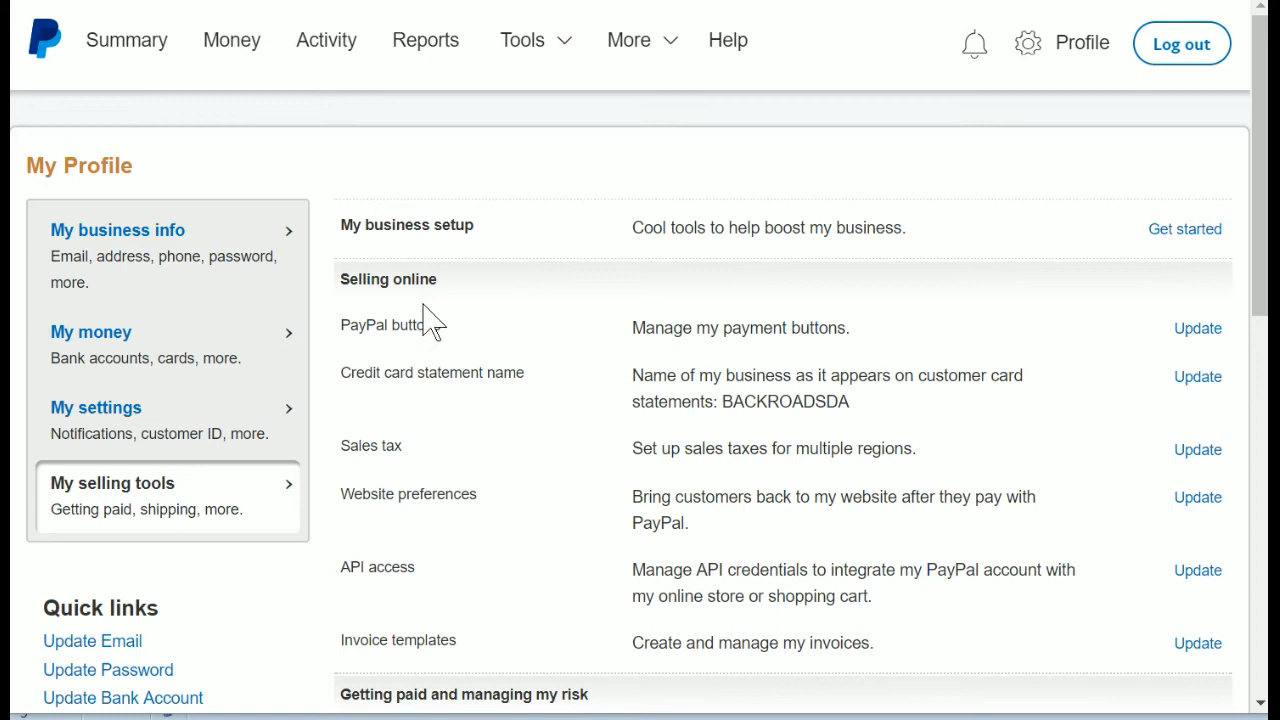 Summary Money Activity Reports Tools More Help Profile Log out
My Profile
My business info
Email, address, phone, password,
more.
My money
Bank accounts, cards, more.
My settings
Notifications, customer ID, more.
My selling tools
Getting paid, shipping, more.
Quick links
Update Email
Update Password
Update Bank Account
My business setup Cool tools to help boost my business. Get started
Selling online
PayPal Manage my payment buttons. Update
Credit card statement name Name of my business as it appears on customer card Update
statements: BACKROADSDA
Sales tax Set up sales taxes for multiple regions. Update
Website preferences Bring customers back to my website after they pay with Update
PayPal.
API access Manage API credentials to integrate my PayPal account with Update
my online store or shopping cart.
Invoice templates Create and manage my invoices. Update
Getting paid and managing my risk